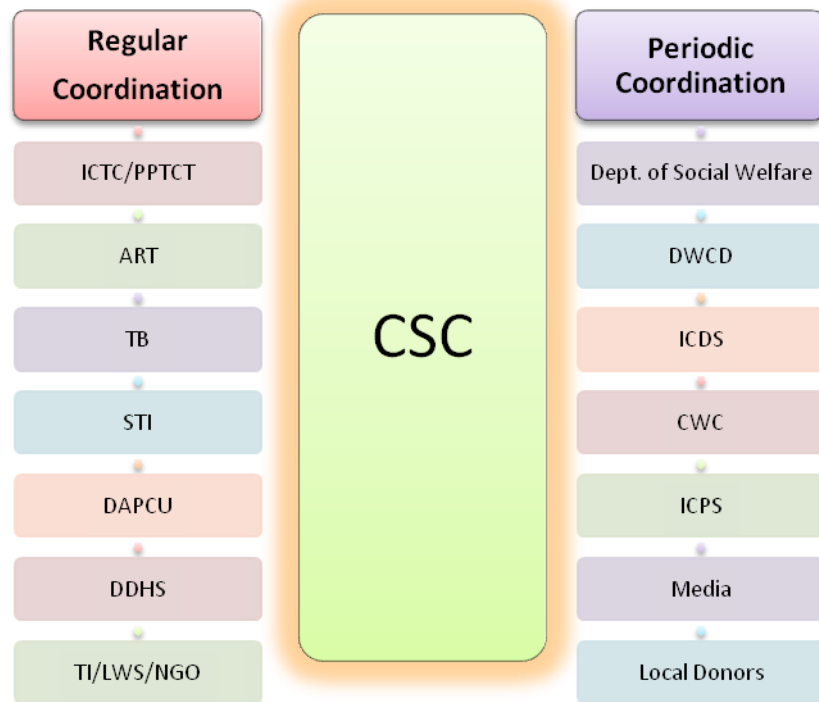 Regular
Coordination
ICTC/PPTCT
ART
TB
STI
DAPCU
DDHS
TI/LWS/NGO
CSC
Periodic
Coordination
Dept. of Social Welfare
DWCD
ICDS
CWC
ICPS
Media
Local Donors